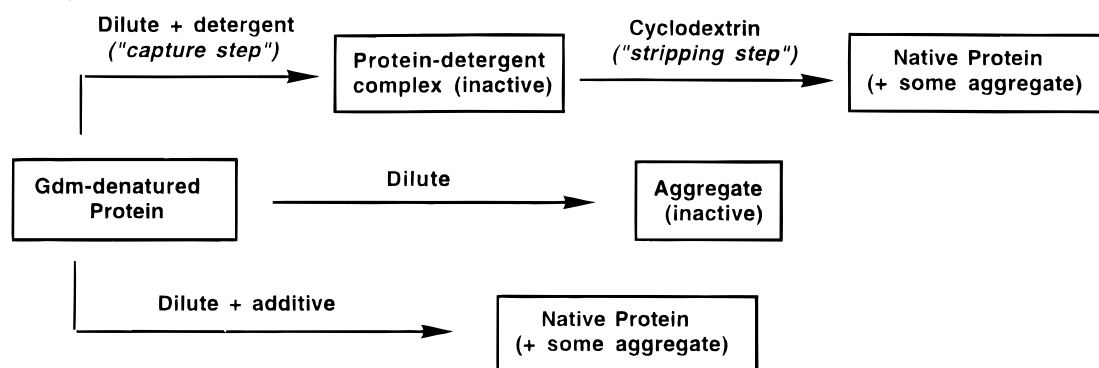 Dilute + detergent
("capture step")
Protein-detergent
complex (inactive)
Cyclodextrin
("stripping step")
Native Protein
(+ some aggregate)
Gdm-denatured
Protein
Dilute
Aggregate
(inactive)
Dilute + additive
Native Protein
(+ some aggregate)